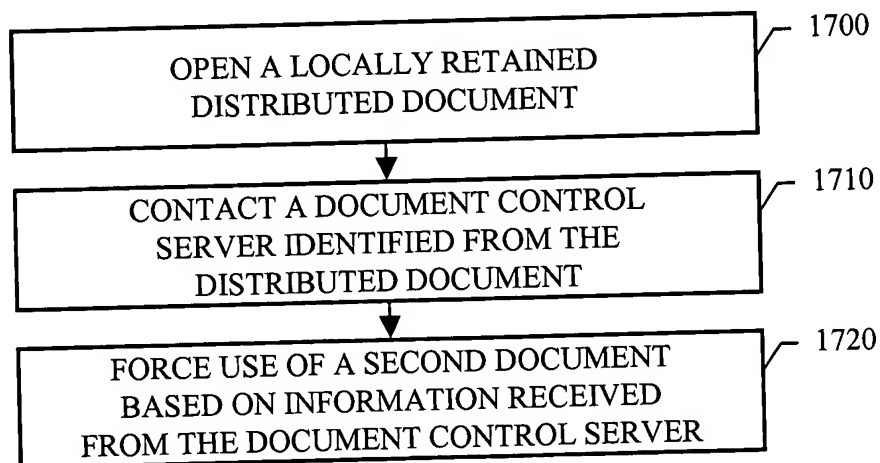 1700
OPEN A LOCALLY RETAINED
DISTRIBUTED DOCUMENT
1710
CONTACT A DOCUMENT CONTROL
SERVER IDENTIFIED FROM THE
DISTRIBUTED DOCUMENT
1720
FORCE USE OF A SECOND DOCUMENT
BASED ON INFORMATION RECEIVED
FROM THE DOCUMENT CONTROL SERVER